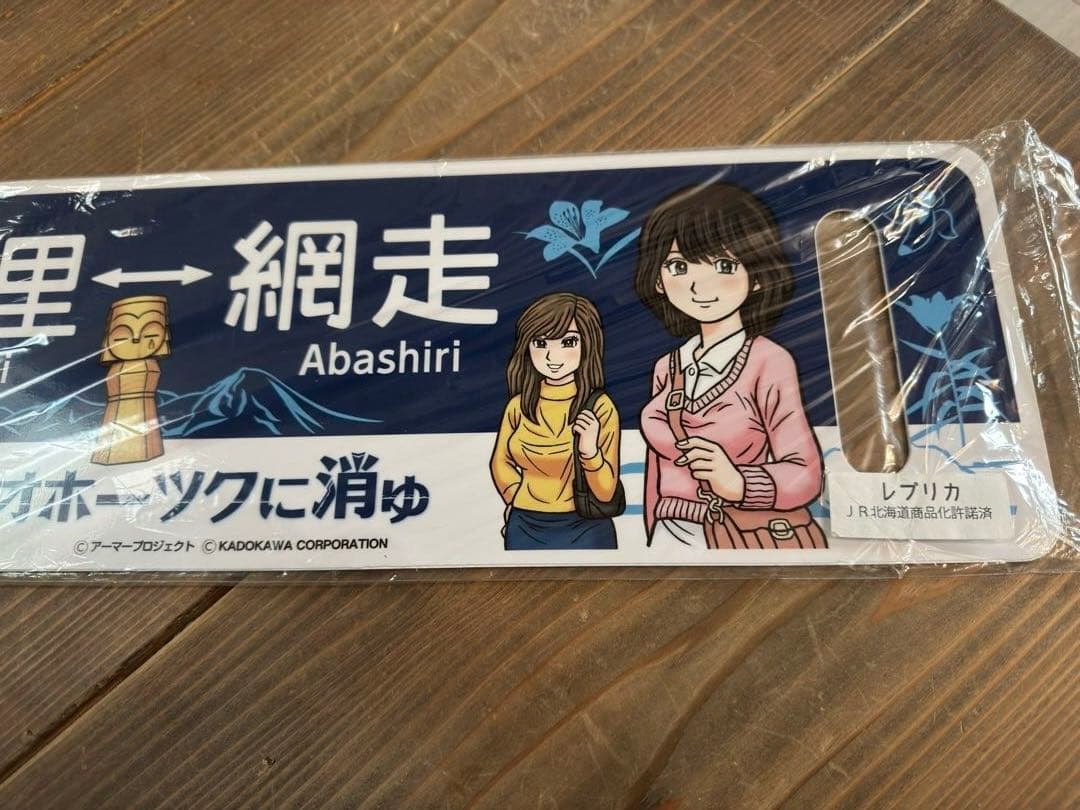 里↔網走
i Abashiri
オホーツクに消ゆ
©アーマープロジェクト ©KADOKAWA CORPORATION
レプリカ
JR北海道商品化許諾済